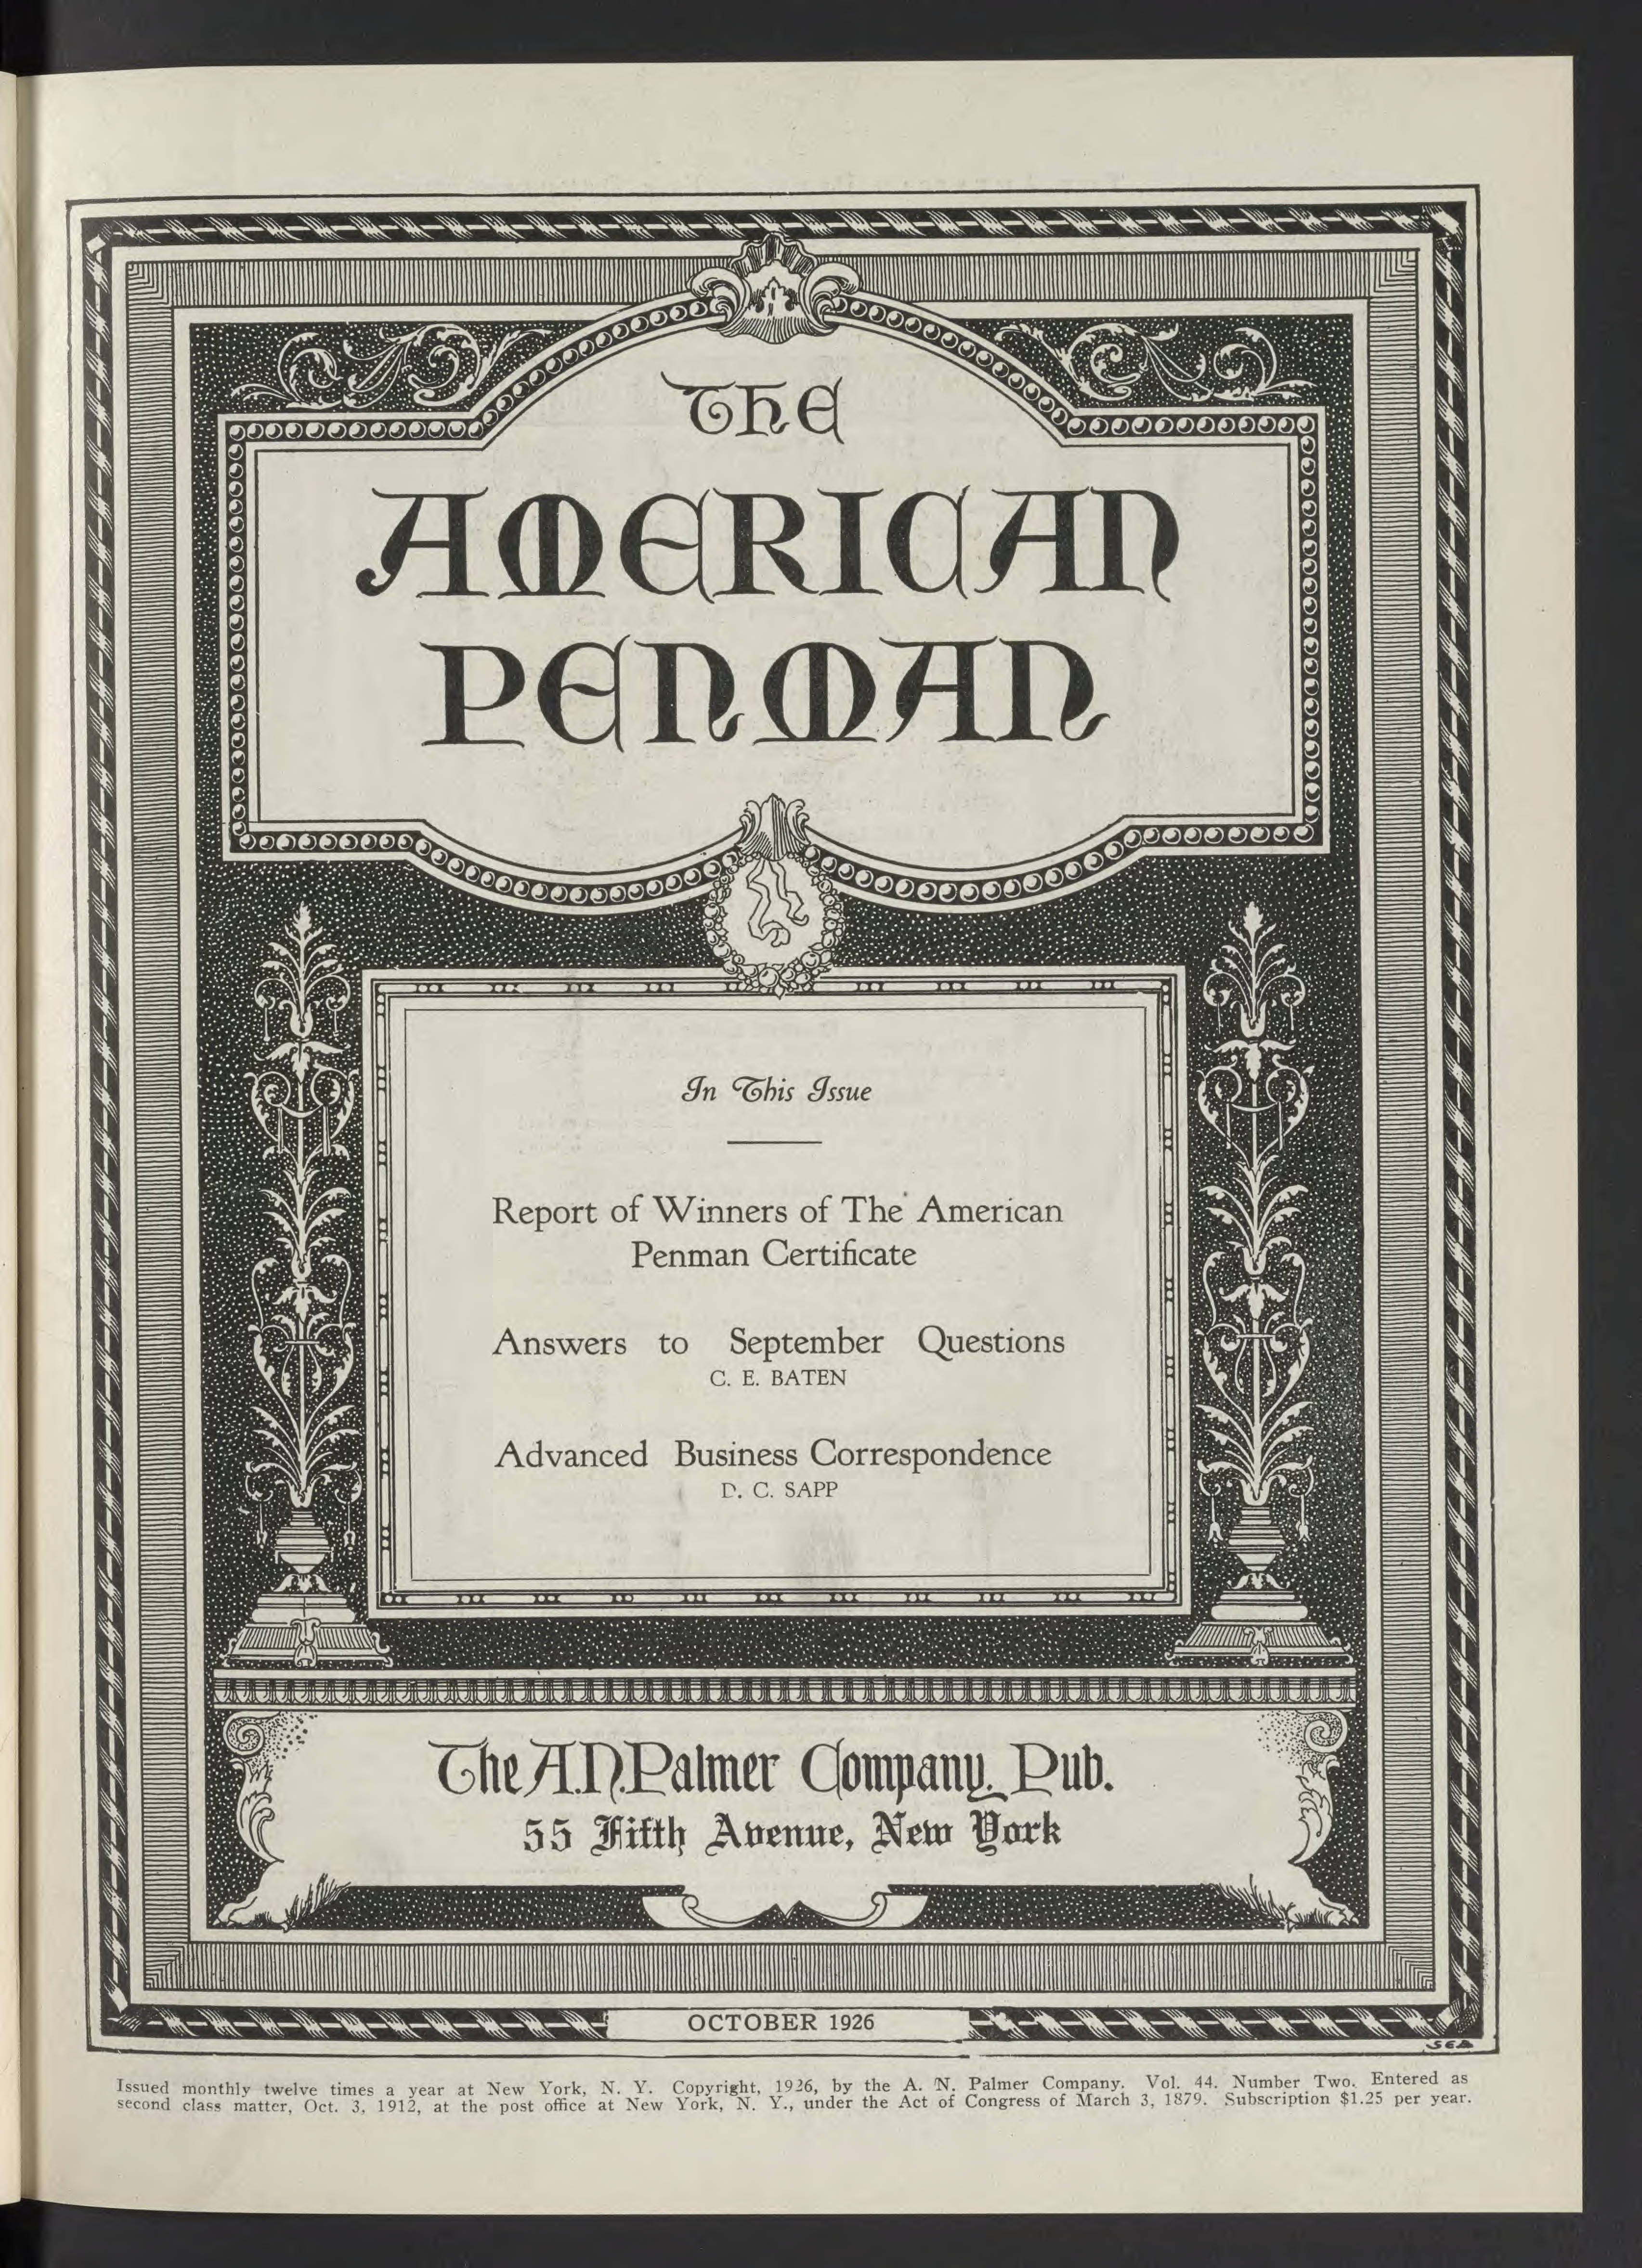 THE
AMERICAN
PENMAN
In This Issue
Report of Winners of The American
Penman Certificate
Answers to September Questions
C. E. BATEN
Advanced Business Correspondence
D. C. SAPP
The A.N. Palmer Company, Pub.
55 Fifth Avenue, New York
OCTOBER 1926
Issued monthly twelve times a year at New York, N. Y. Copyright, 1926, by the A. N. Palmer Company. Vol. 44. Number Two. Entered as
second class matter, Oct. 3, 1912, at the post office at New York, N. Y., under the Act of Congress of March 3, 1879. Subscription $1.25 per year.